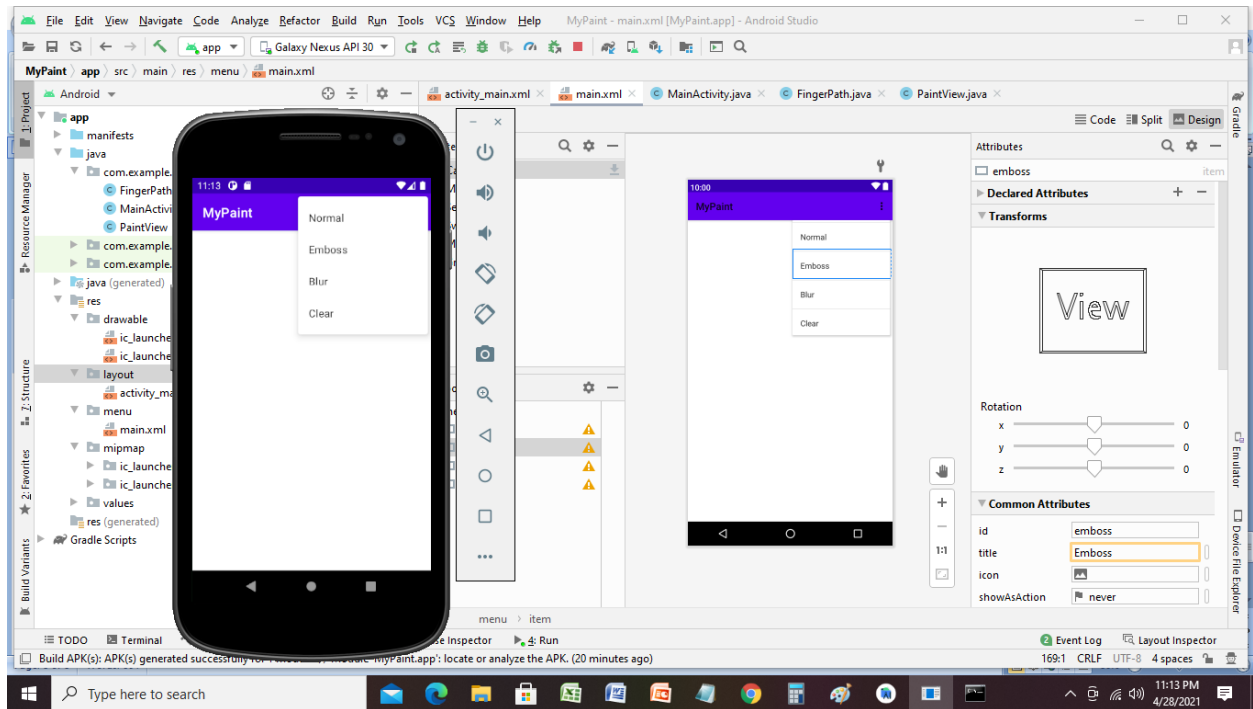 File Edit View Navigate Code Analyze Refactor Build Run Tools VCS Window Help MyPaint - main.xml [MyPaint.app] - Android Studio
app Galaxy Nexus API 30
MyPaint app src main res menu main.xml
Android
activity_main.xml main.xml MainActivity.java FingerPath.java PaintView.java
1: Project
Resource Manager
Z: Structure
2: Favorites
Build Variants
app
manifests
java
com.example.
FingerPath
MainActivi
PaintView
com.example.
com.example.
java (generated)
res
drawable
ic_launche
ic_launche
layout
activity_ma
menu
main.xml
mipmap
ic_launche
ic_launche
values
res (generated)
Gradle Scripts
11:13
MyPaint
Normal
Emboss
Blur
Clear
10:00
MyPaint
Normal
Emboss
Blur
Clear
1:1
menu > item
Code Split Design
Attributes
emboss item
Declared Attributes
Transforms
View
Rotation
x 0
y 0
z 0
Common Attributes
id emboss
title Emboss
icon
showAsAction never
Gradle
Emulator
Device File Explorer
TODO Terminal se Inspector 4: Run 2 Event Log Layout Inspector
Build APK(s): APK(s) generated successfully for 1 module: / module 'MyPaint.app': locate or analyze the APK. (20 minutes ago) 169:1 CRLF UTF-8 4 spaces
Type here to search
11:13 PM
4/28/2021